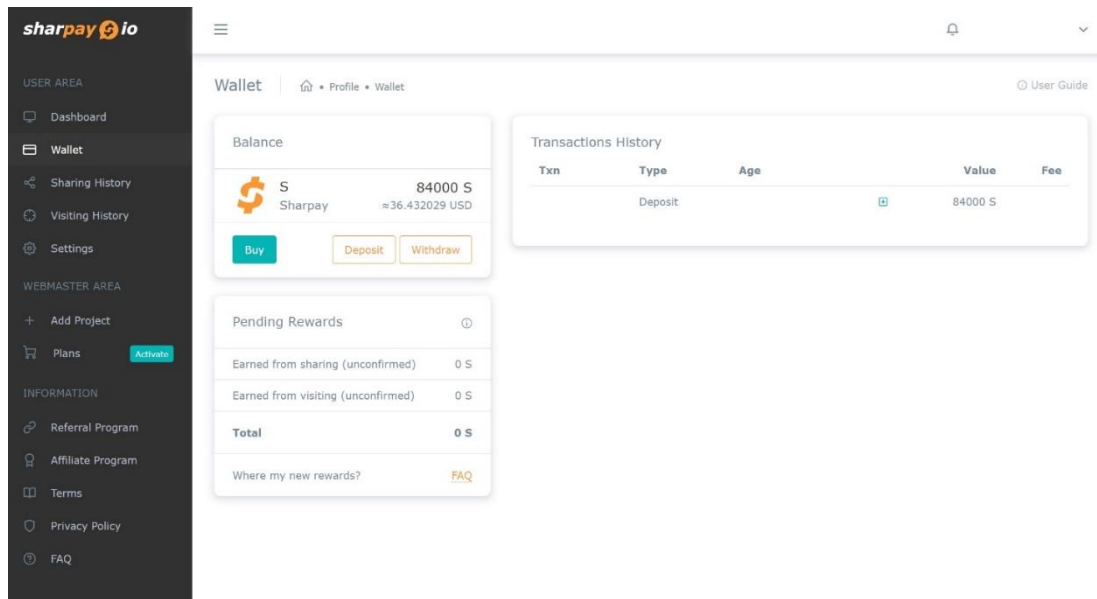 sharpay io
USER AREA
Dashboard
Wallet
Sharing History
Visiting History
Settings
WEBMASTER AREA
Add Project
Plans Activate
INFORMATION
Referral Program
Affiliate Program
Terms
Privacy Policy
FAQ
Wallet • Profile • Wallet User Guide
Balance
S 84000 S
Sharpay ≈36.432029 USD
Buy Deposit Withdraw
Pending Rewards
Earned from sharing (unconfirmed) 0 S
Earned from visiting (unconfirmed) 0 S
Total 0 S
Where my new rewards? FAQ
Transactions History
Txn Type Age Value Fee
Deposit 84000 S